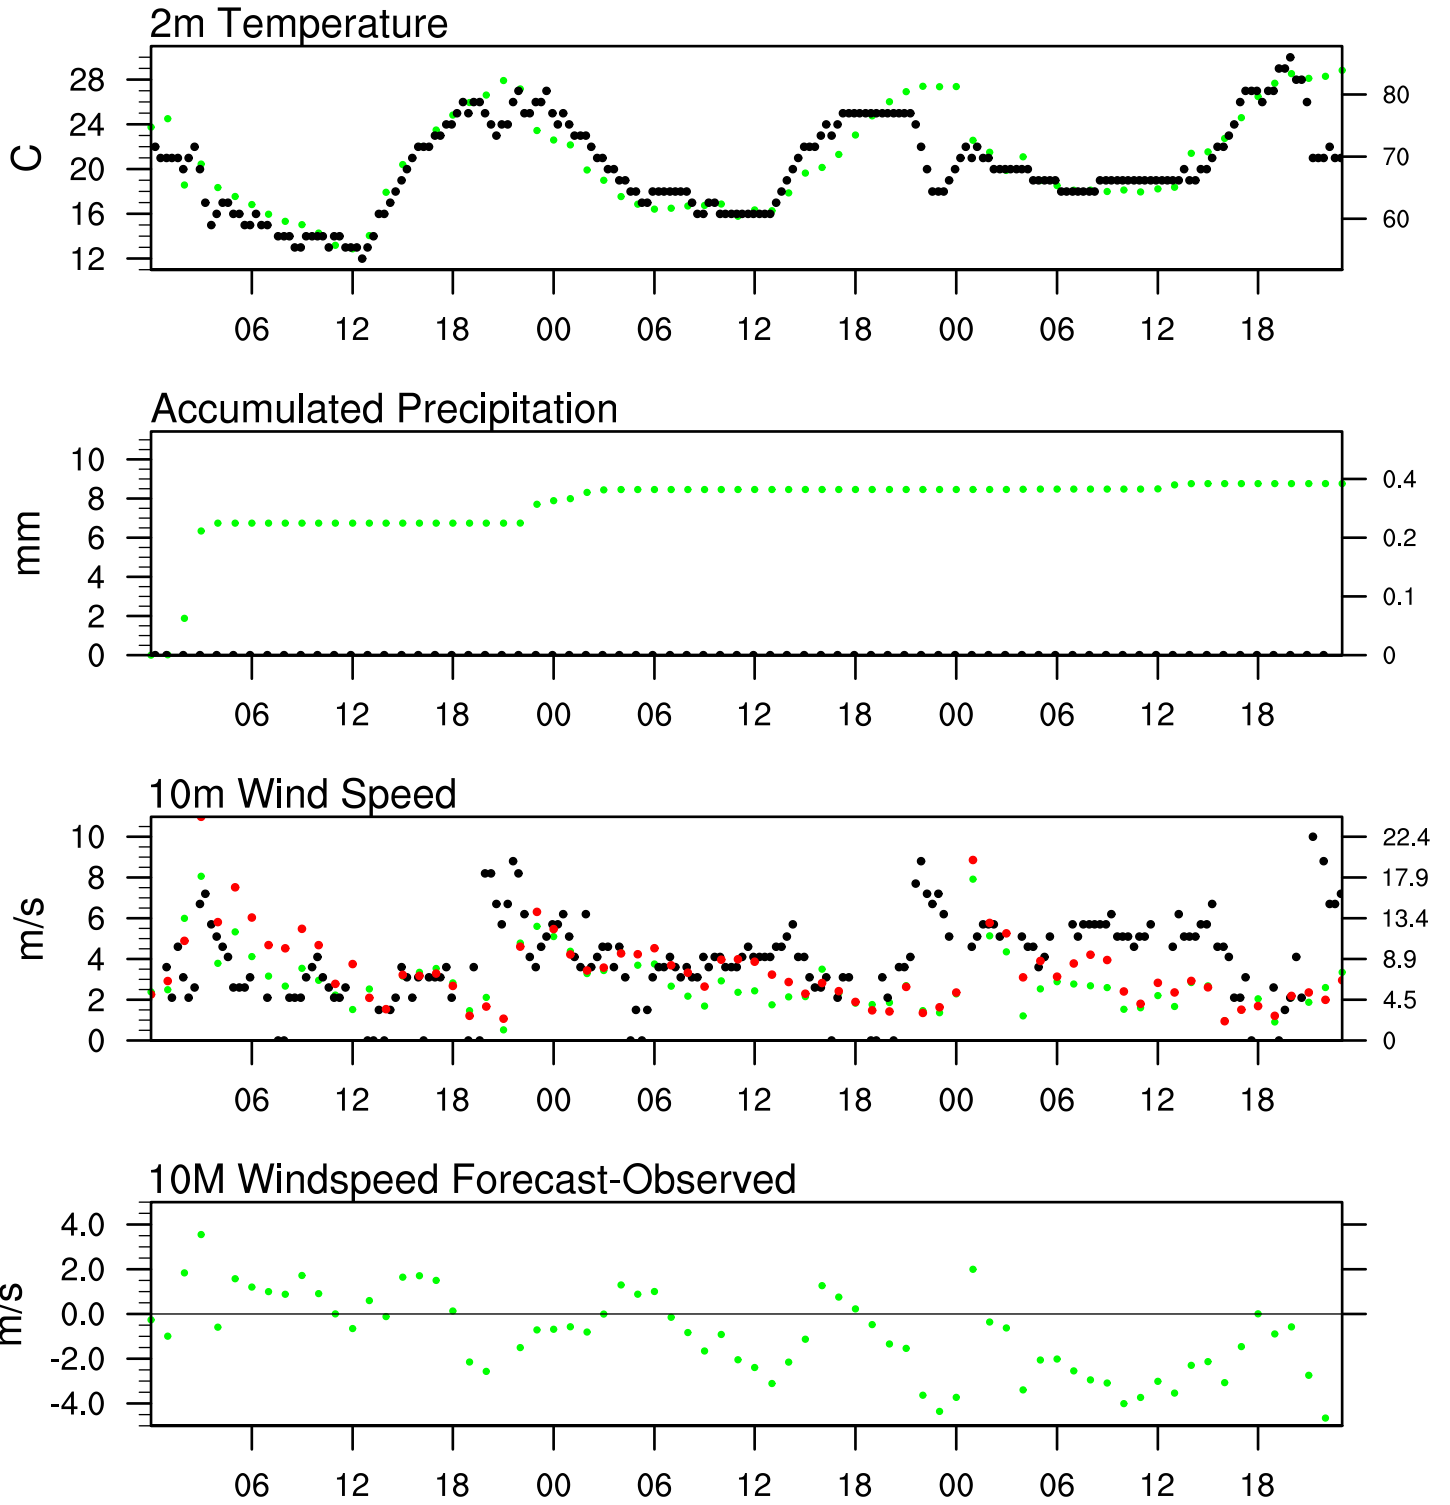 2m Temperature
28
24
20
16
12
C
80
70
60
06 12 18 00 06 12 18 00 06 12 18
Accumulated Precipitation
10
8
6
4
2
0
mm
0.4
0.2
0.1
0
06 12 18 00 06 12 18 00 06 12 18
10m Wind Speed
10
8
6
4
2
0
m/s
22.4
17.9
13.4
8.9
4.5
0
06 12 18 00 06 12 18 00 06 12 18
10M Windspeed Forecast-Observed
4.0
2.0
0.0
-2.0
-4.0
m/s
06 12 18 00 06 12 18 00 06 12 18